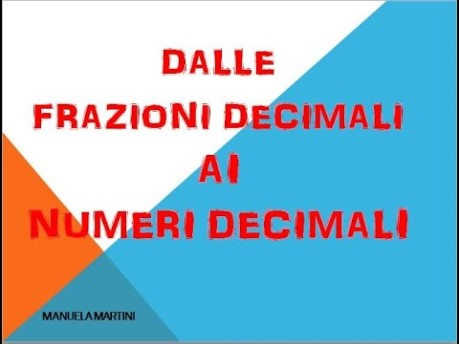 DALLE
FRAZIONI DECIMALI
AI
NUMERI DECIMALI
MANUELA MARTINI